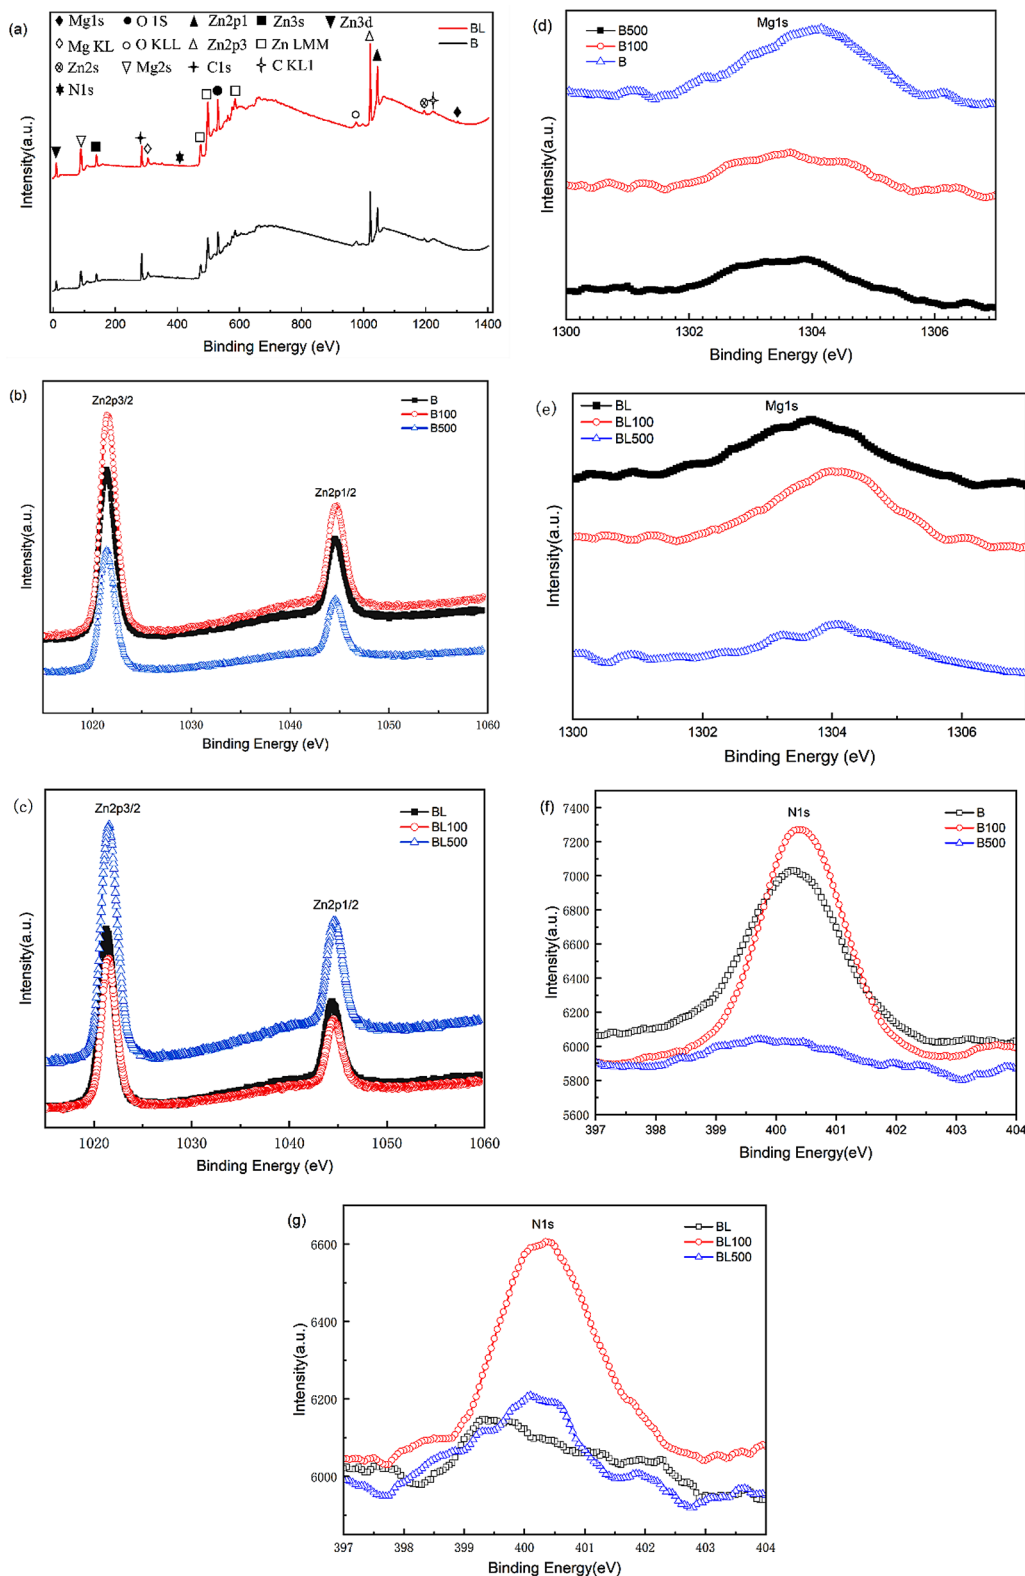 (a)
Mg1s O 1S Zn2p1 Zn3s Zn3d
Mg KL O KLL Zn2p3 Zn LMM
Zn2s Mg2s C1s C KL1
N1s
BL
B
Intensity(a.u.)
0 200 400 600 800 1000 1200 1400
Binding Energy (eV)
(d)
Mg1s
B500
B100
B
Intensity(a.u.)
1300 1302 1304 1306
Binding Energy (eV)
(b)
Zn2p3/2
Zn2p1/2
B
B100
B500
Intensity(a.u.)
1020 1030 1040 1050 1060
Binding Energy (eV)
(e)
Mg1s
BL
BL100
BL500
Intensity(a.u.)
1300 1302 1304 1306
Binding Energy (eV)
(c)
Zn2p3/2
Zn2p1/2
BL
BL100
BL500
Intensity(a.u.)
1020 1030 1040 1050 1060
Binding Energy (eV)
(f)
N1s
B
B100
B500
Intensity(a.u.)
7400
7200
7000
6800
6600
6400
6200
6000
5800
5600
397 398 399 400 401 402 403 404
Binding Energy(eV)
(g)
N1s
BL
BL100
BL500
Intensity(a.u.)
6600
6400
6200
6000
397 398 399 400 401 402 403 404
Binding Energy(eV)